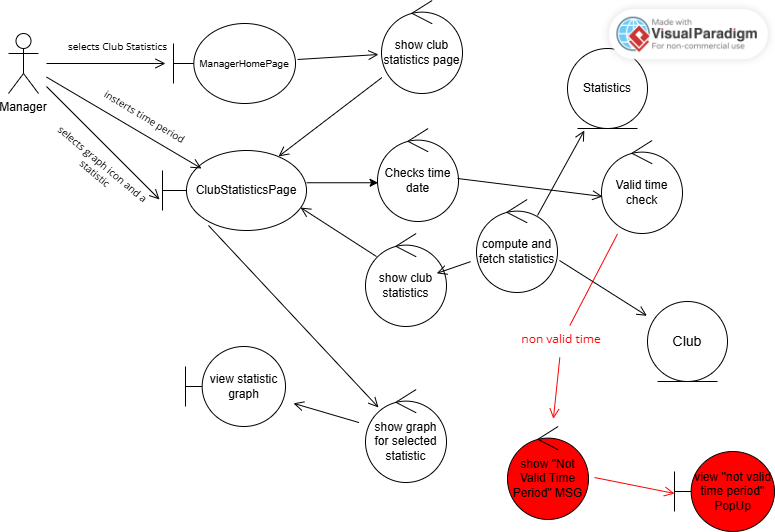 Made with
VisualParadigm
For non-commercial use
selects Club Statistics
ManagerHomePage
show club
statistics page
Manager
Statistics
insterts time period
selects graph icon and a
statistic
ClubStatisticsPage
Checks time
date
Valid time
check
compute and
fetch statistics
show club
statistics
Club
non valid time
view statistic
graph
show graph
for selected
statistic
show "Not
Valid Time
Period" MSG
view "not valid
time period"
PopUp